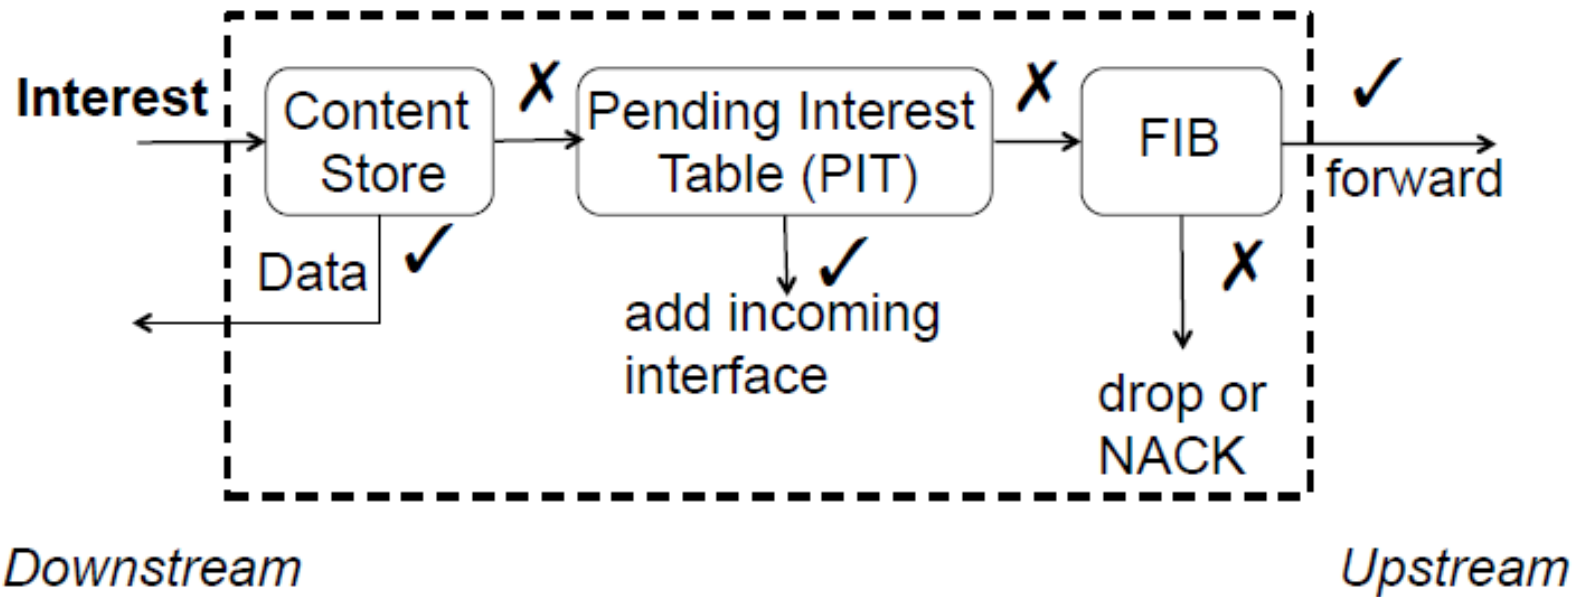 Interest
Content
Store
✗
Pending Interest
Table (PIT)
✗
FIB
✓
forward
Data
✓
✓
add incoming
interface
✗
drop or
NACK
Downstream
Upstream